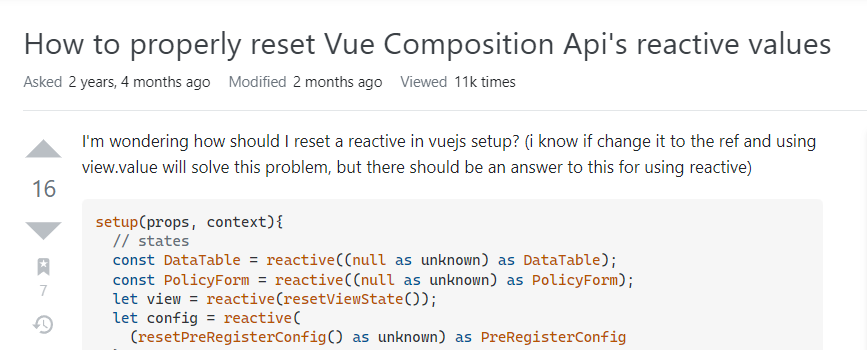 How to properly reset Vue Composition Api's reactive values
Asked 2 years, 4 months ago Modified 2 months ago Viewed 11k times
I'm wondering how should I reset a reactive in vuejs setup? (i know if change it to the ref and using
view.value will solve this problem, but there should be an answer to this for using reactive)
16
7
setup(props, context){
// states
const DataTable = reactive((null as unknown) as DataTable);
const PolicyForm = reactive((null as unknown) as PolicyForm);
let view = reactive(resetViewState());
let config = reactive(
(resetPreRegisterConfig() as unknown) as PreRegisterConfig